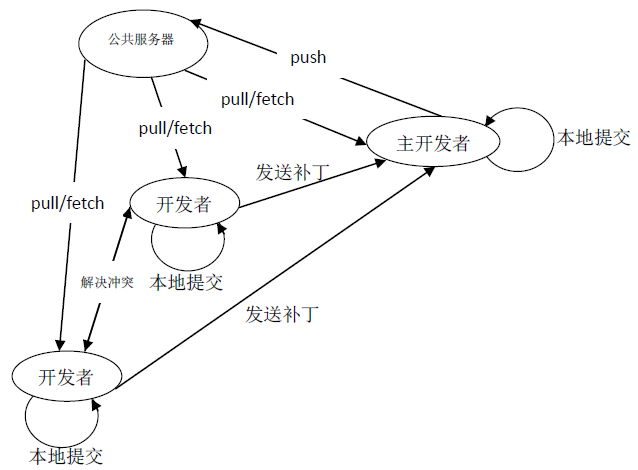 公共服务器
push
pull/fetch
pull/fetch
主开发者
本地提交
发送补丁
pull/fetch
开发者
解决冲突
本地提交
发送补丁
开发者
本地提交